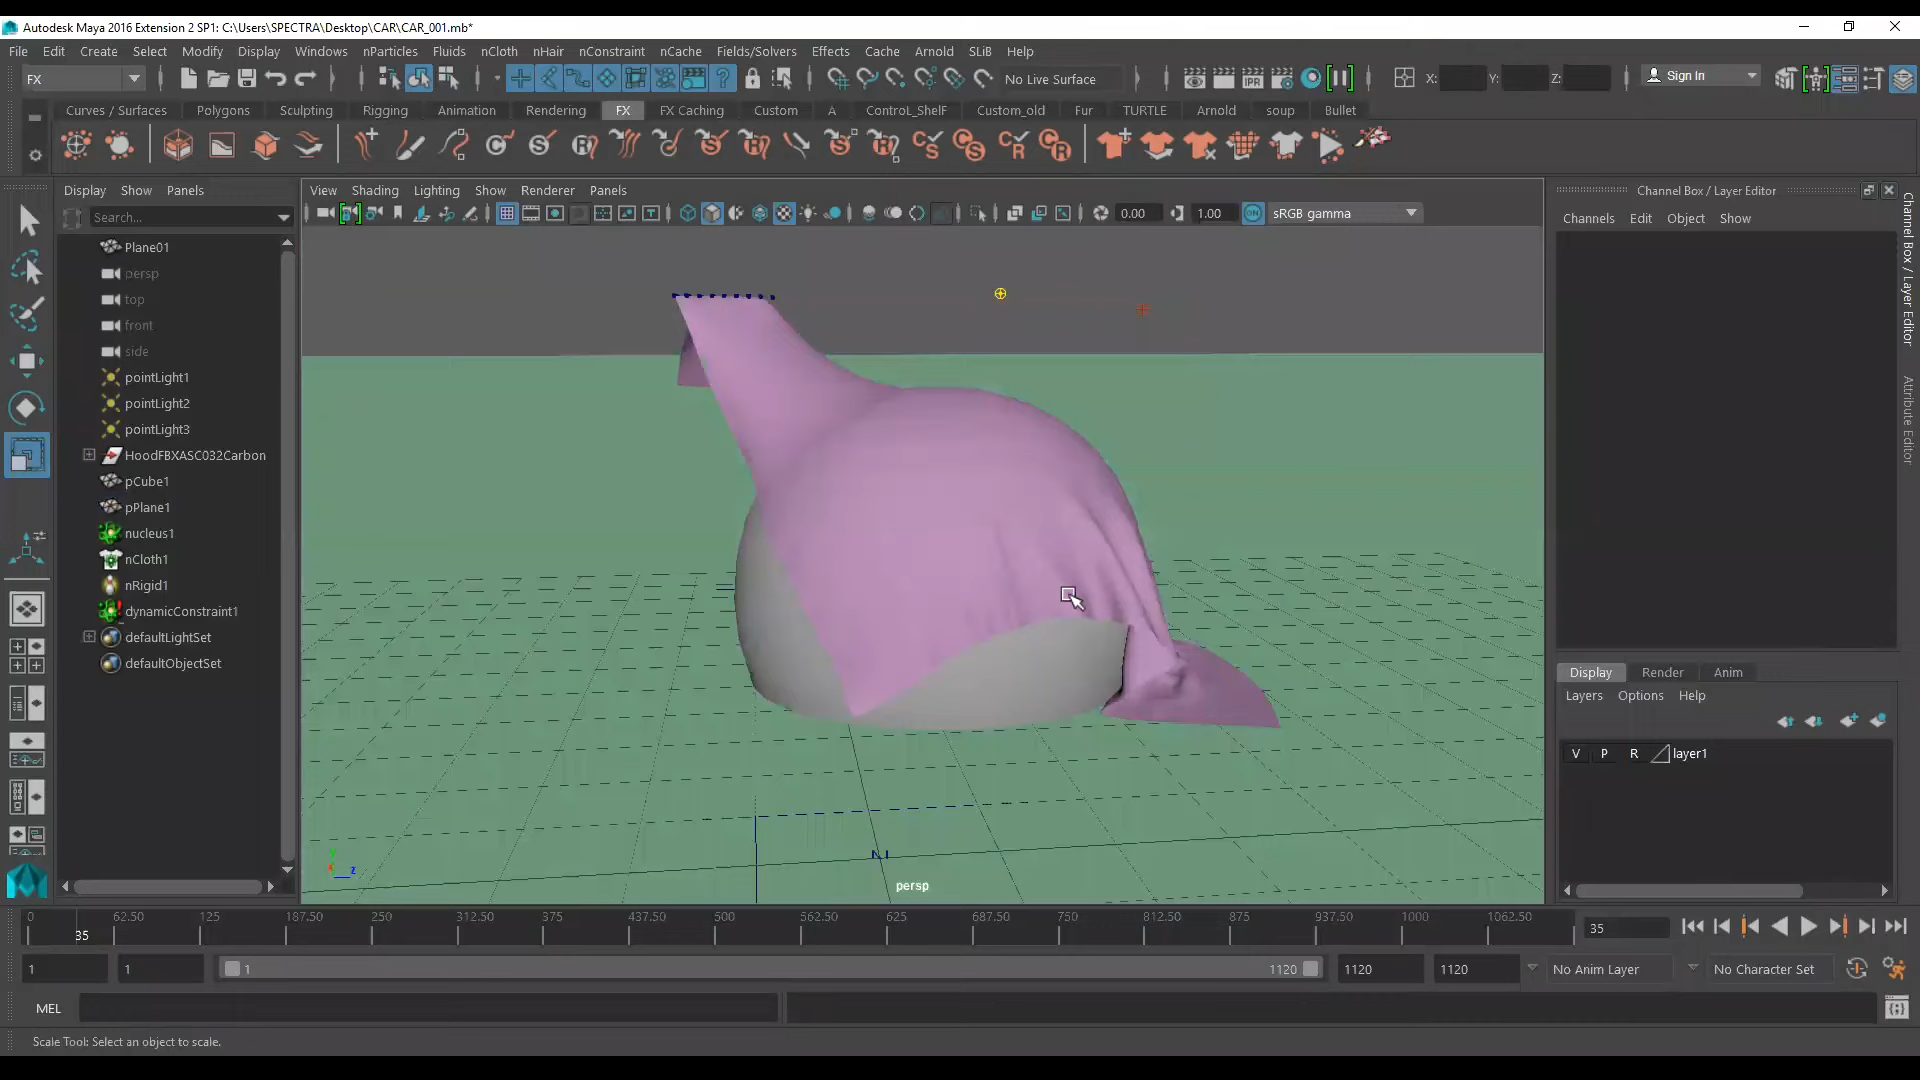 Autodesk Maya 2016 Extension 2 SP1: C:\Users\SPECTRA\Desktop\CAR\CAR_001.mb*
File Edit Create Select Modify Display Windows nParticles Fluids nCloth nHair nConstraint nCache Fields/Solvers Effects Cache Arnold SLiB Help
FX No Live Surface X: Y: Z: Sign In
Curves / Surfaces Polygons Sculpting Rigging Animation Rendering FX FX Caching Custom A ControL_ShelF Custom_old Fur TURTLE Arnold soup Bullet
Display Show Panels
View Shading Lighting Show Renderer Panels
Channel Box / Layer Editor
Search...
0.00 1.00 ON sRGB gamma
Channels Edit Object Show
Channel Box / Layer Editor
Attribute Editor
Plane01
persp
top
front
side
pointLight1
pointLight2
pointLight3
HoodFBXASC032Carbon
pCube1
pPlane1
nucleus1
nCloth1
nRigid1
dynamicConstraint1
defaultLightSet
defaultObjectSet
Display Render Anim
Layers Options Help
V P R layer1
y
z
N
persp
0 62.50 125 187.50 250 312.50 375 437.50 500 562.50 625 687.50 750 812.50 875 937.50 1000 1062.50
35
35
1 1 1 1120 1120 1120 No Anim Layer No Character Set
MEL
Scale Tool: Select an object to scale.